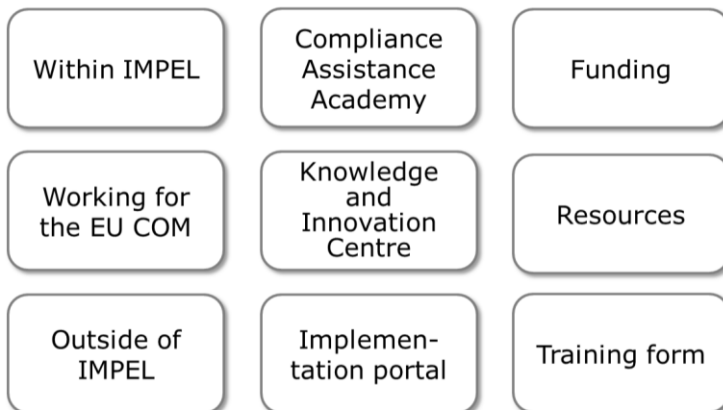 Within IMPEL
Compliance
Assistance
Academy
Funding
Working for
the EU COM
Knowledge
and
Innovation
Centre
Resources
Outside of
IMPEL
Implemen-
tation portal
Training form